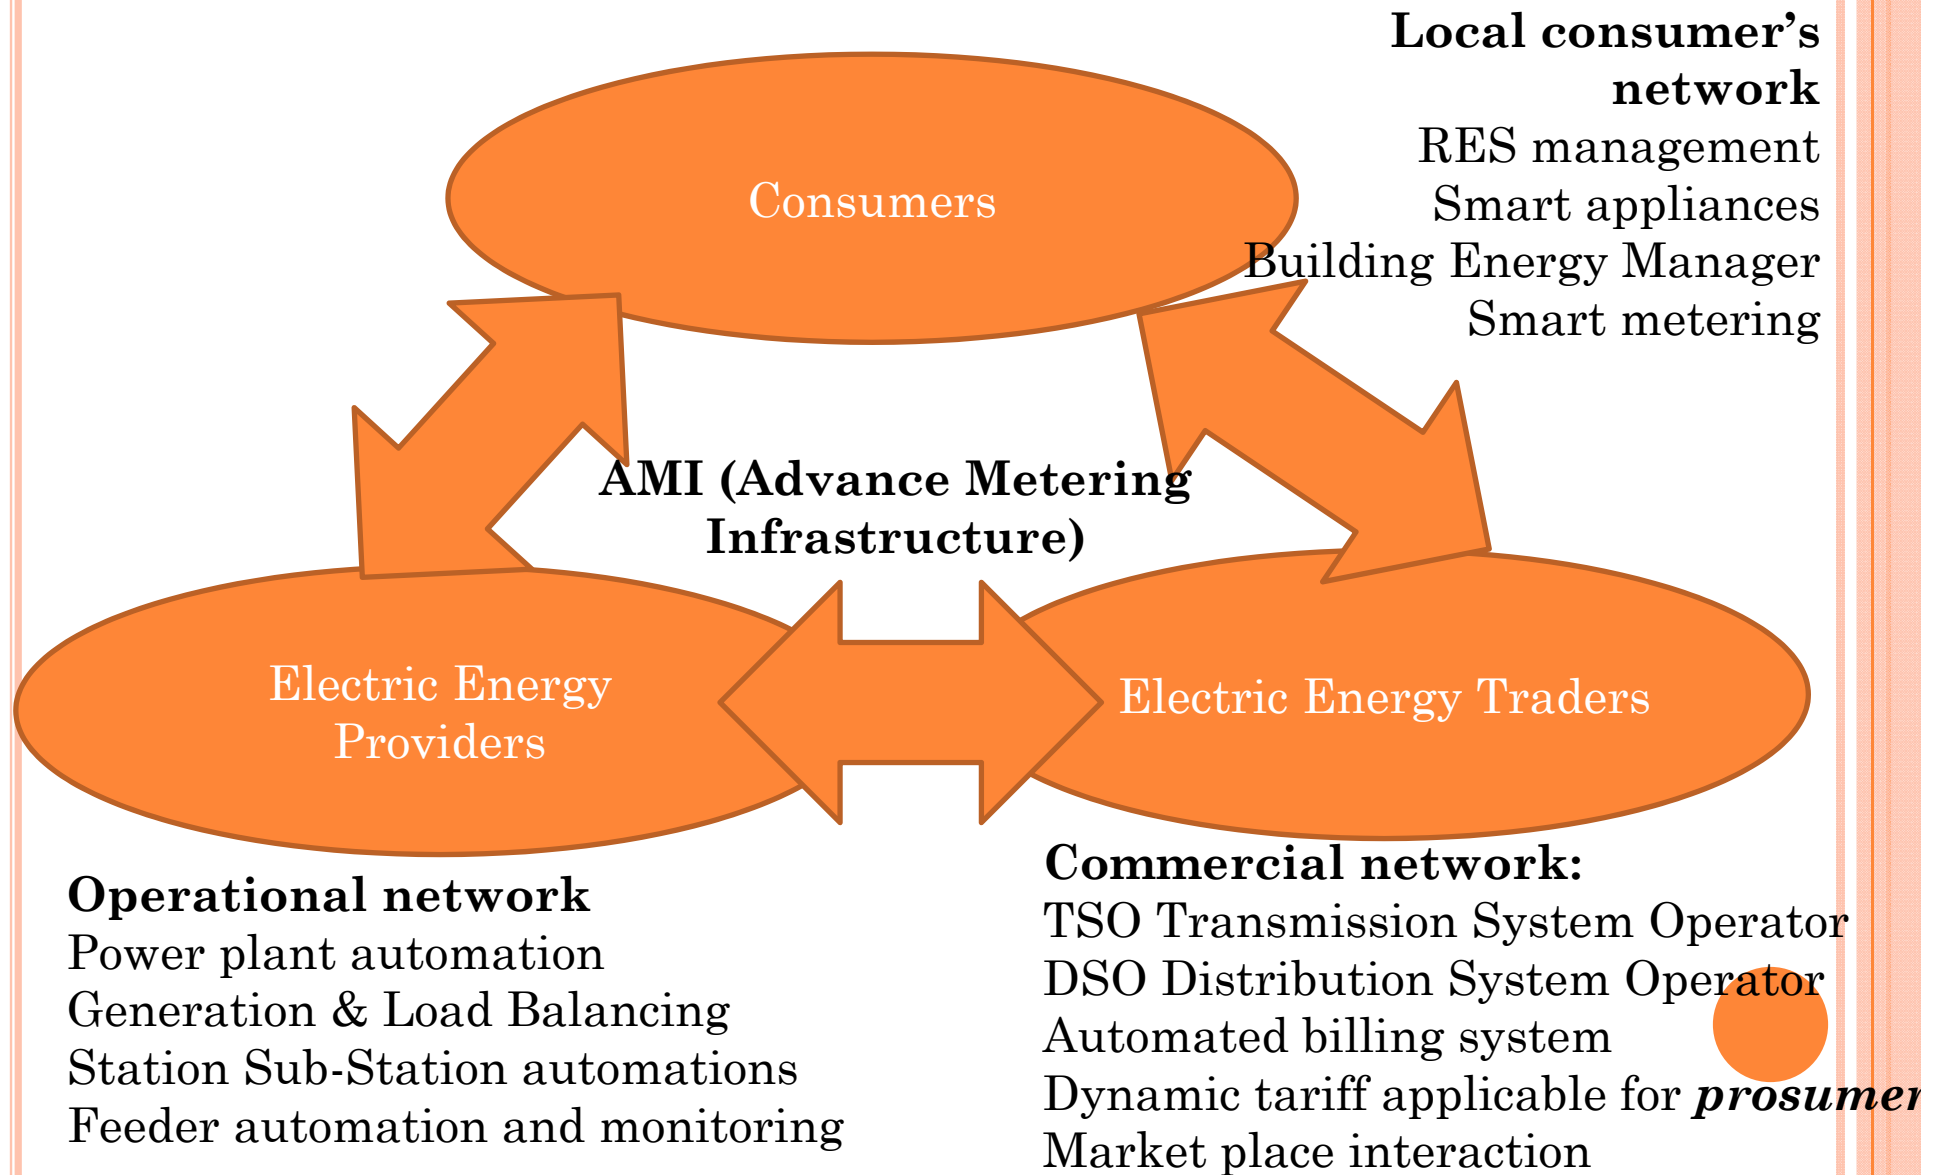 Local consumer’s
network
RES management
Smart appliances
Building Energy Manager
Smart metering
Consumers
AMI (Advance Metering
Infrastructure)
Electric Energy
Providers
Electric Energy Traders
Operational network
Power plant automation
Generation & Load Balancing
Station Sub-Station automations
Feeder automation and monitoring
Commercial network:
TSO Transmission System Operator
DSO Distribution System Operator
Automated billing system
Dynamic tariff applicable for prosumer
Market place interaction